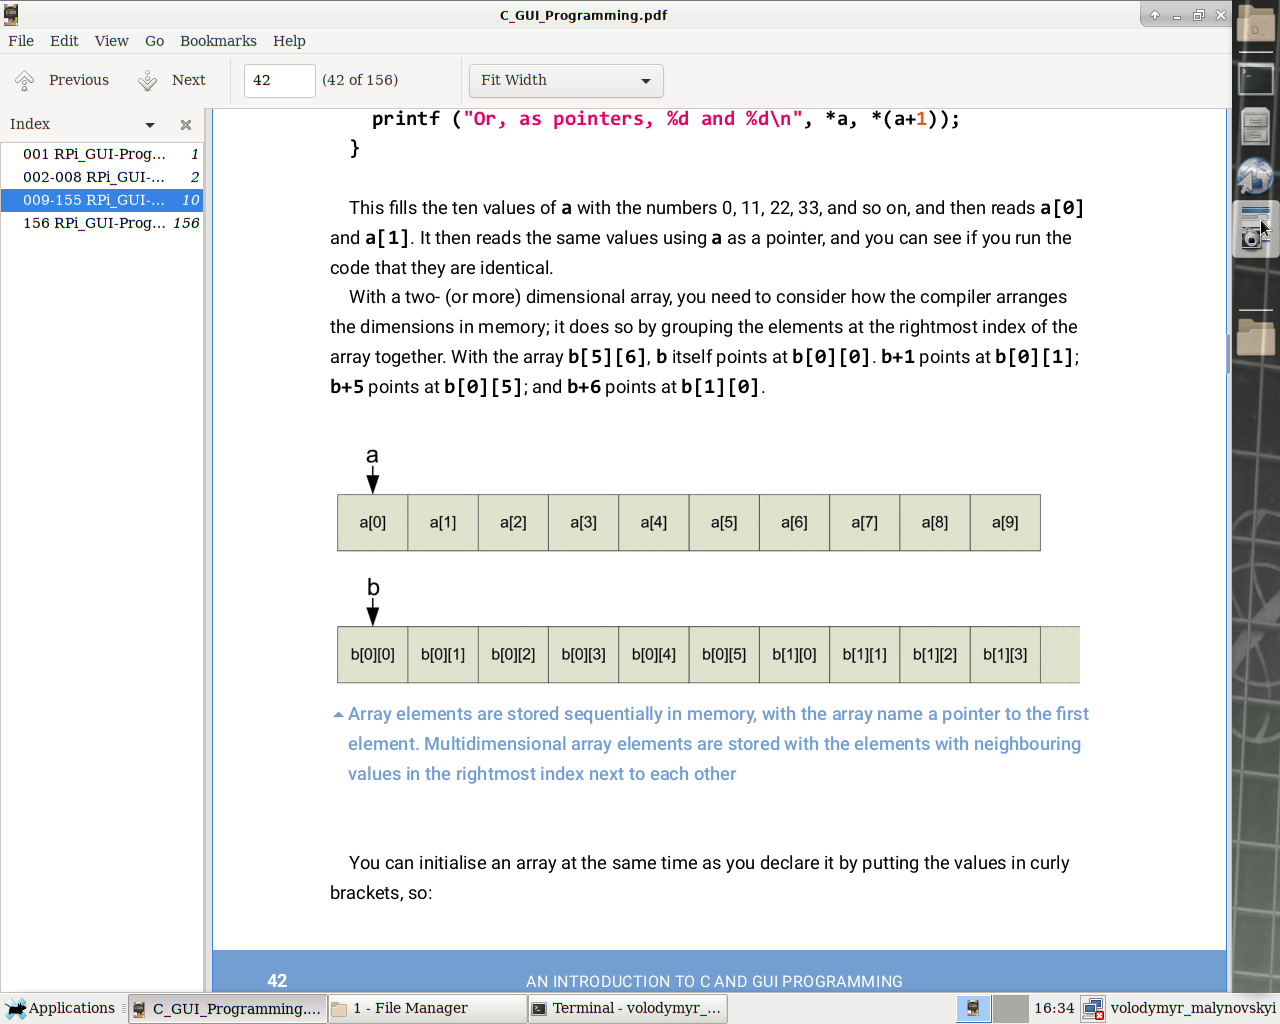 C_GUI_Programming.pdf
File Edit View Go Bookmarks Help
Previous Next 42 (42 of 156) Fit Width
Index
001 RPi_GUI-Prog... 1
002-008 RPi_GUI-... 2
009-155 RPi_GUI-... 10
156 RPi_GUI-Prog... 156
printf ("Or, as pointers, %d and %d\n", *a, *(a+1));
}
This fills the ten values of a with the numbers 0, 11, 22, 33, and so on, and then reads a[0]
and a[1]. It then reads the same values using a as a pointer, and you can see if you run the
code that they are identical.
With a two- (or more) dimensional array, you need to consider how the compiler arranges
the dimensions in memory; it does so by grouping the elements at the rightmost index of the
array together. With the array b[5][6], b itself points at b[0][0]. b+1 points at b[0][1];
b+5 points at b[0][5]; and b+6 points at b[1][0].
a
a[0] a[1] a[2] a[3] a[4] a[5] a[6] a[7] a[8] a[9]
b
b[0][0] b[0][1] b[0][2] b[0][3] b[0][4] b[0][5] b[1][0] b[1][1] b[1][2] b[1][3]
Array elements are stored sequentially in memory, with the array name a pointer to the first
element. Multidimensional array elements are stored with the elements with neighbouring
values in the rightmost index next to each other
You can initialise an array at the same time as you declare it by putting the values in curly
brackets, so:
42 AN INTRODUCTION TO C AND GUI PROGRAMMING
Applications C_GUI_Programming.... 1 - File Manager Terminal - volodymyr_... 16:34 volodymyr_malynovskyi